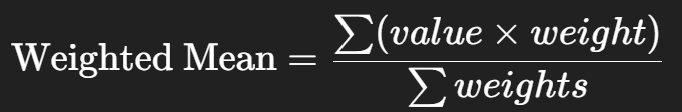 Weighted Mean = ∑(value × weight) / ∑ weights